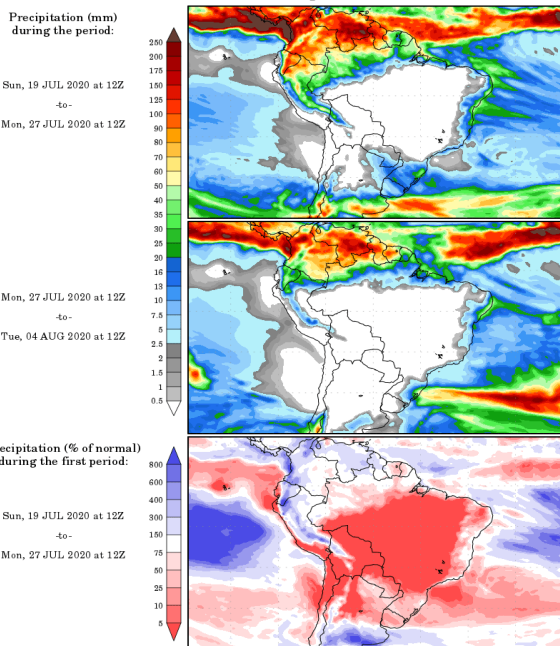 Precipitation (mm)
during the period:
Sun, 19 JUL 2020 at 12Z
-to-
Mon, 27 JUL 2020 at 12Z
250
200
175
150
125
100
90
80
70
60
50
40
35
30
25
20
16
13
10
7.5
5
2.5
2
1.5
1
0.5
Mon, 27 JUL 2020 at 12Z
-to-
Tue, 04 AUG 2020 at 12Z
ecipitation (% of normal)
during the first period:
Sun, 19 JUL 2020 at 12Z
-to-
Mon, 27 JUL 2020 at 12Z
800
600
400
300
150
75
50
25
10
5